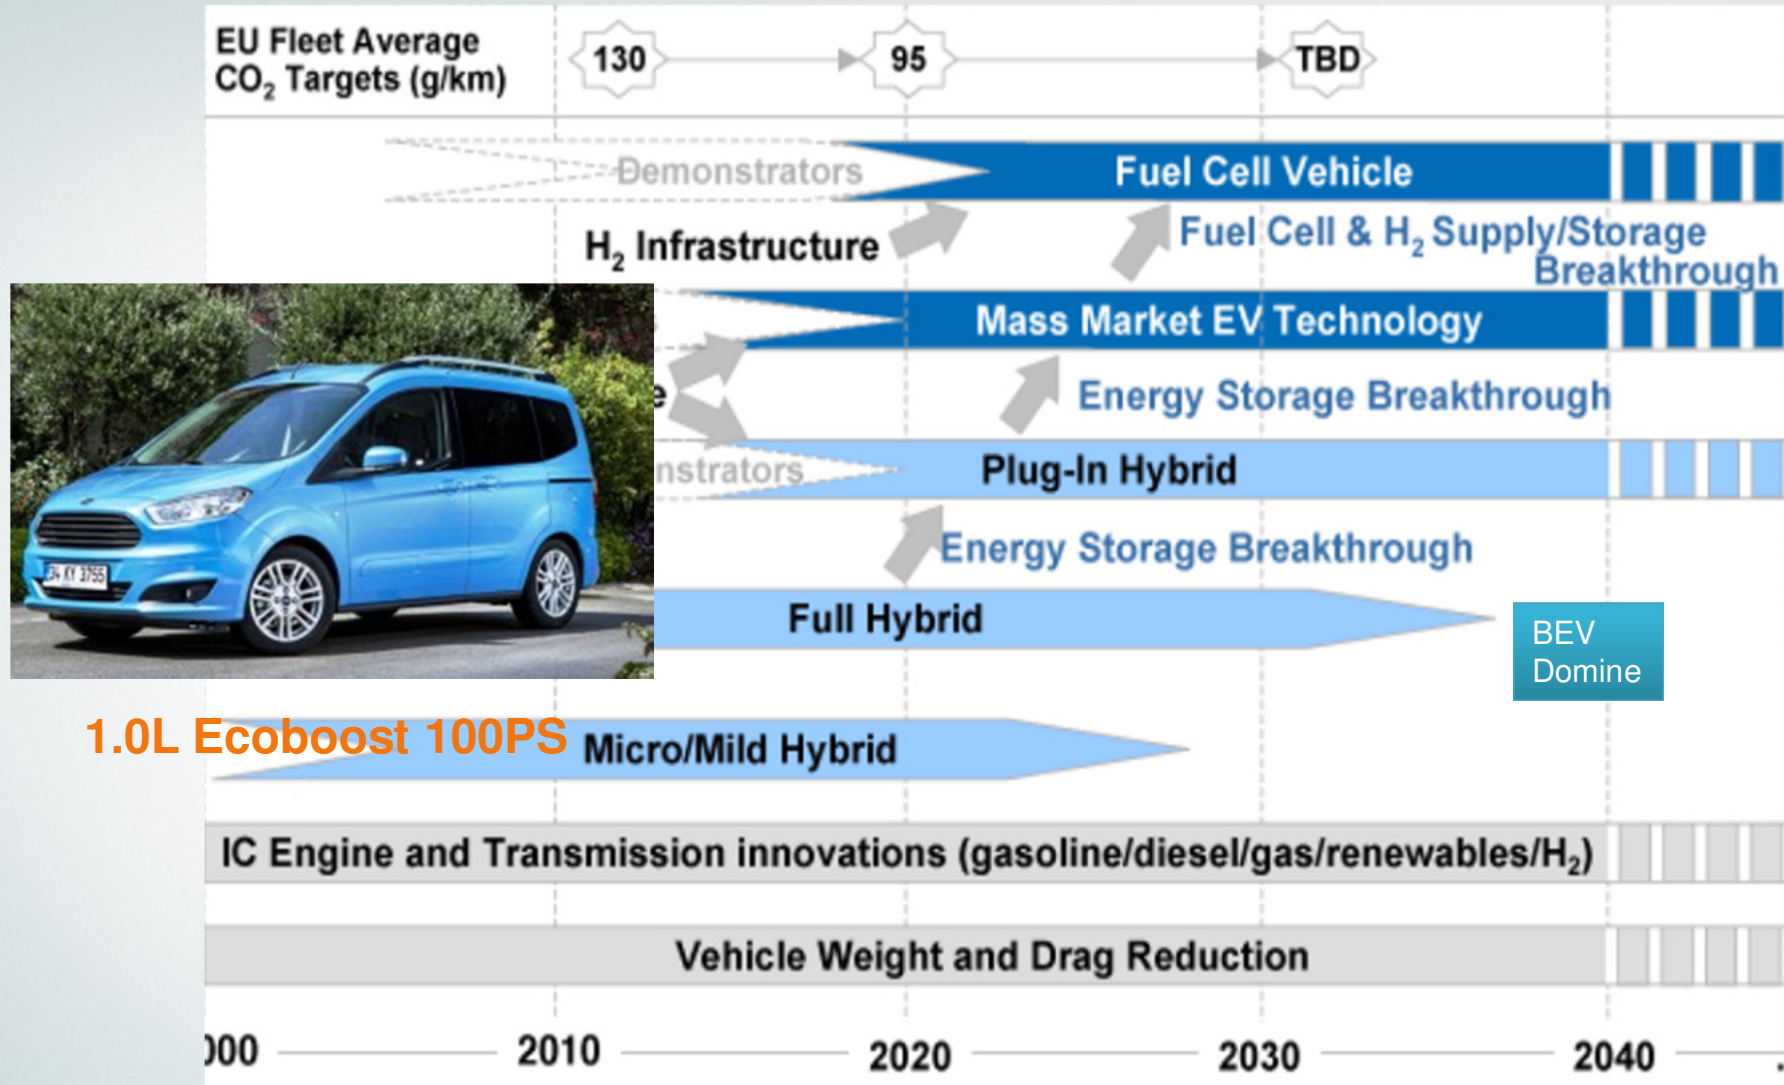 EU Fleet Average
CO₂ Targets (g/km)
130
95
TBD
Demonstrators
Fuel Cell Vehicle
H₂ Infrastructure
Fuel Cell & H₂ Supply/Storage
Breakthrough
Mass Market EV Technology
e
Energy Storage Breakthrough
nstrators
Plug-In Hybrid
Energy Storage Breakthrough
Full Hybrid
BEV
Domine
34 KY 3755
1.0L Ecoboost 100PS
Micro/Mild Hybrid
IC Engine and Transmission innovations (gasoline/diesel/gas/renewables/H₂)
Vehicle Weight and Drag Reduction
000
2010
2020
2030
2040